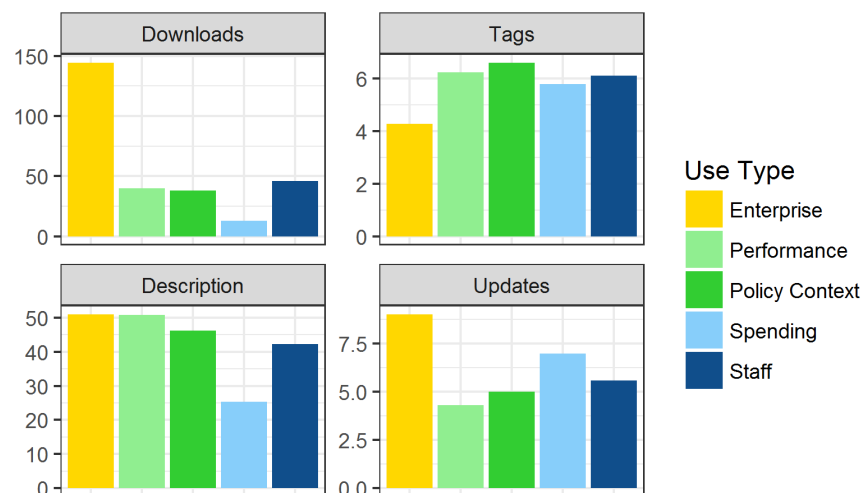 Downloads
150
100
50
0
Tags
6
4
2
0
Description
50
40
30
20
10
0
Updates
7.5
5.0
2.5
0.0
Use Type
Enterprise
Performance
Policy Context
Spending
Staff